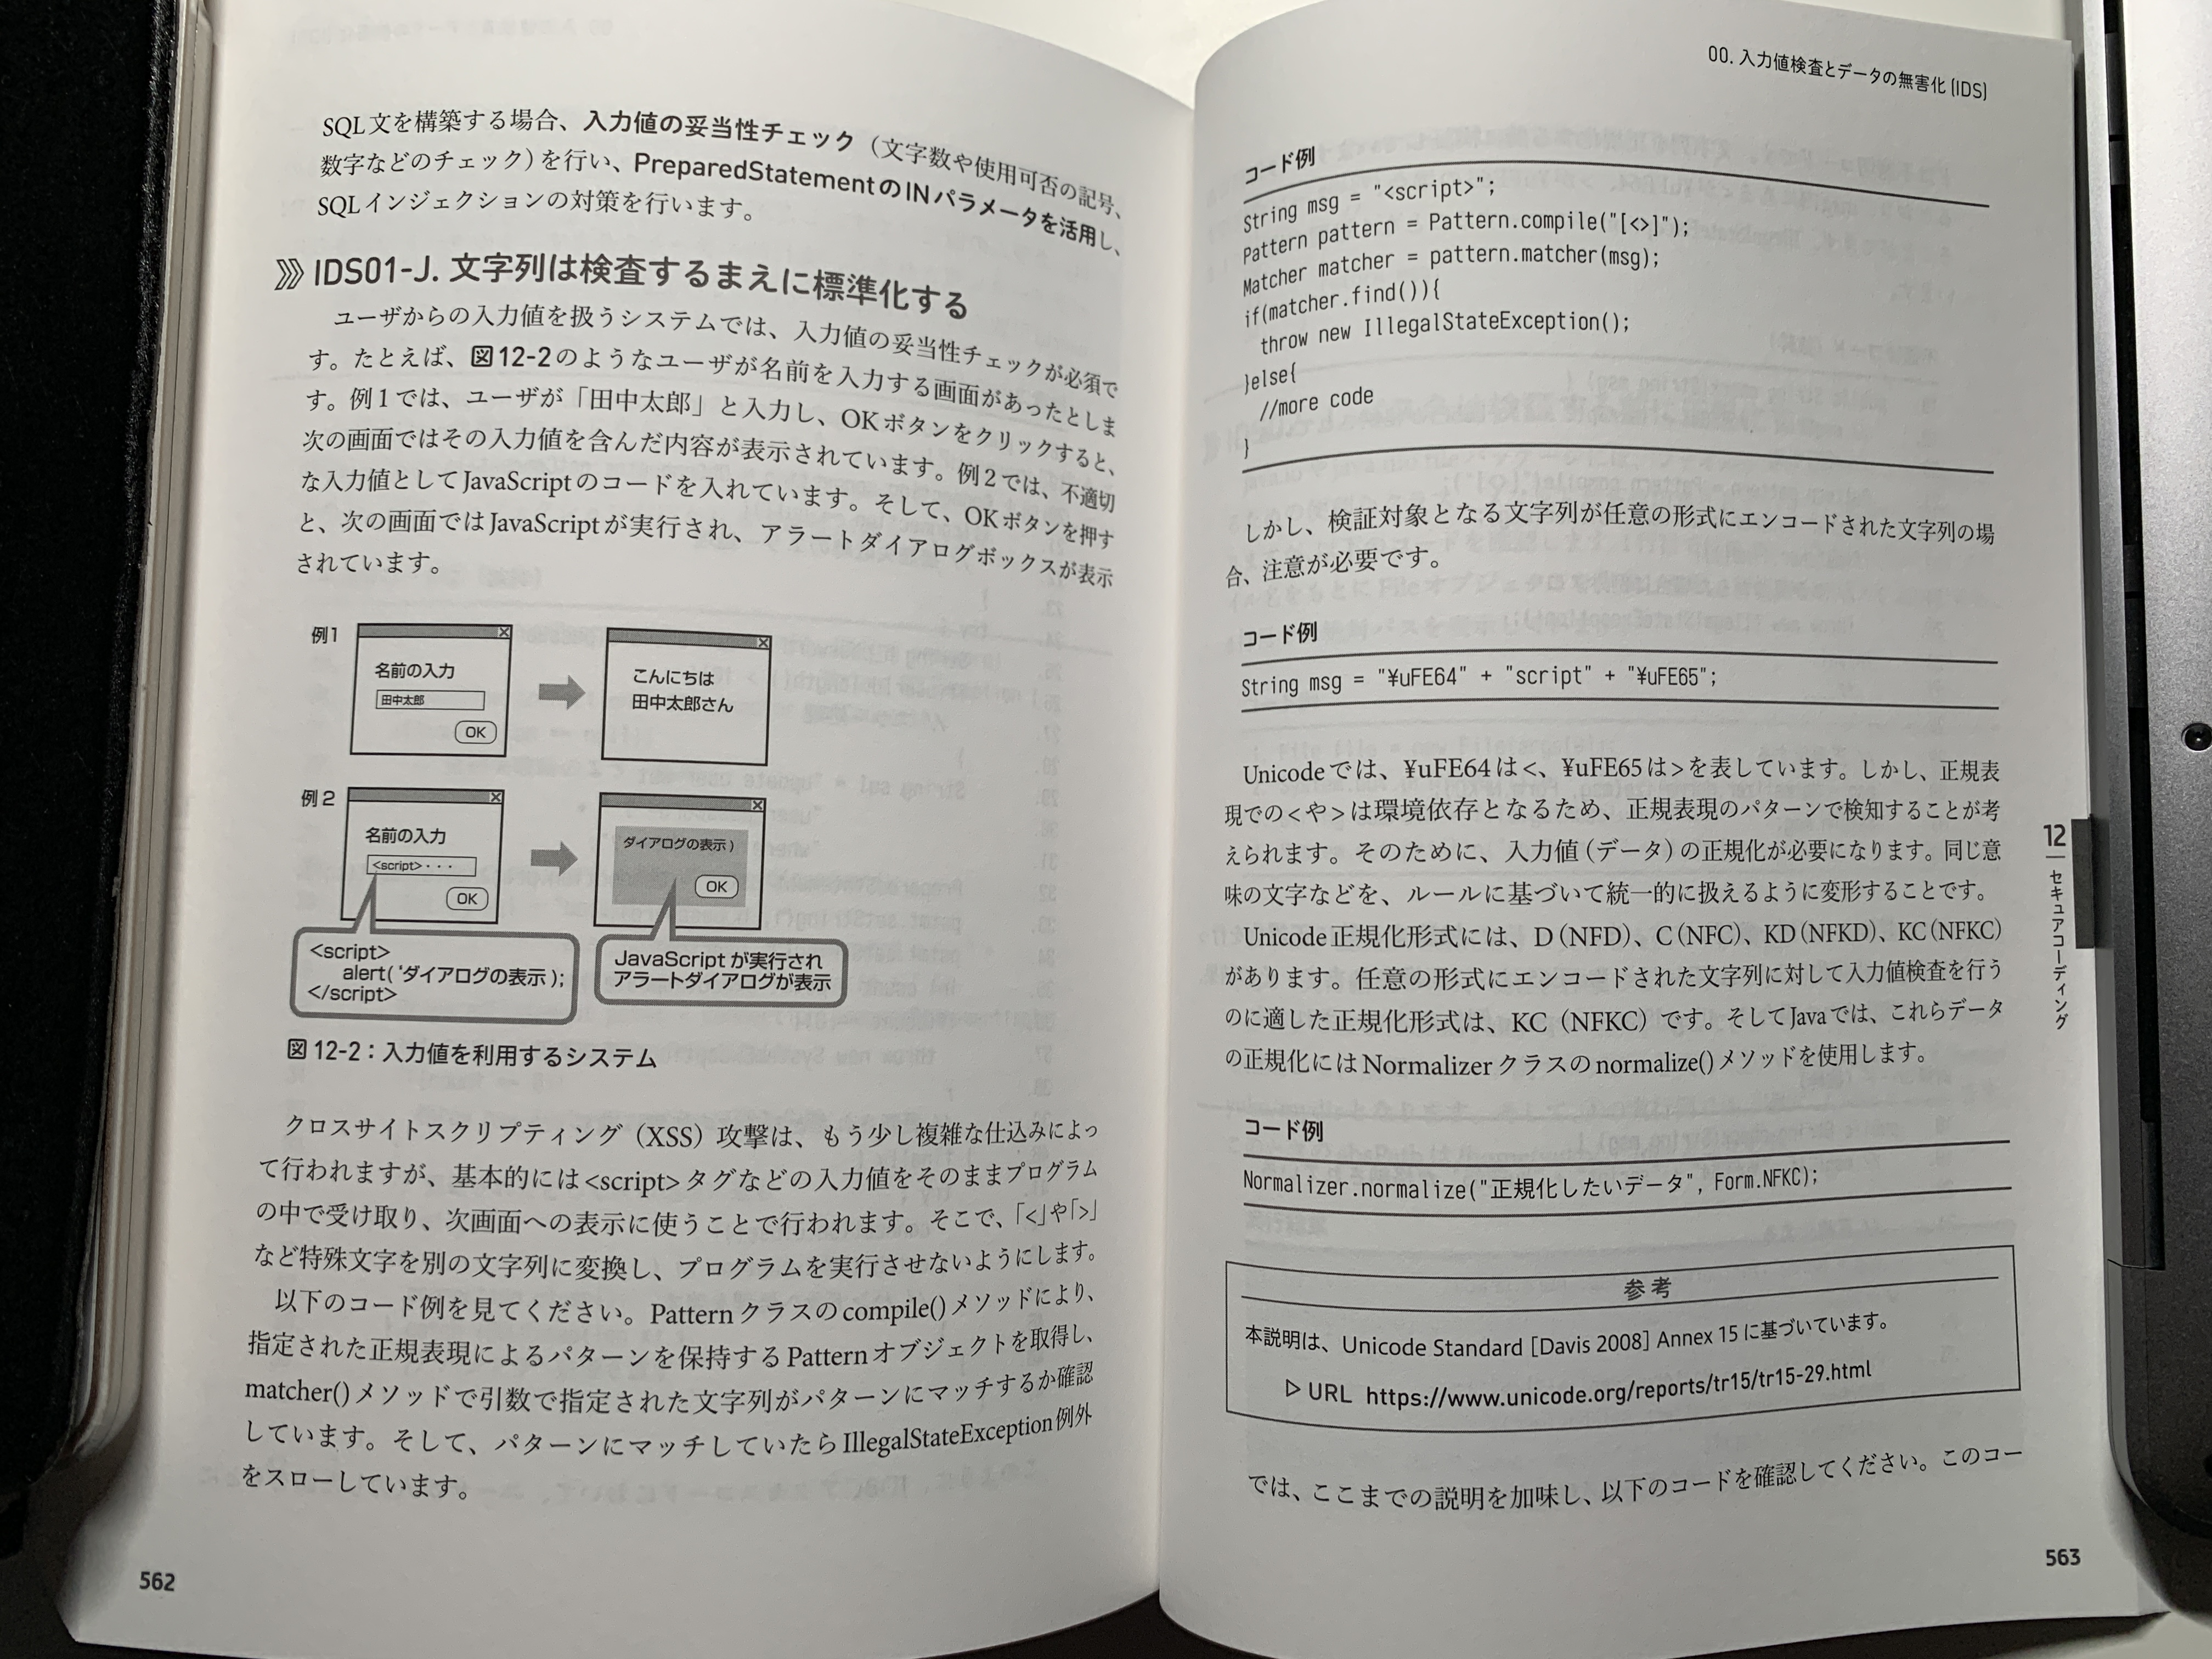 SQL文を構築する場合、入力値の妥当性チェック（文字数や使用可否の記号、
数字などのチェック）を行い、PreparedStatementのINパラメータを活用し、
SQLインジェクションの対策を行います。
IDS01-J. 文字列は検査するまえに標準化する
ユーザからの入力値を扱うシステムでは、入力値の妥当性チェックが必須で
す。たとえば、図12-2のようなユーザが名前を入力する画面があったとしま
す。例1では、ユーザが「田中太郎」と入力し、OKボタンをクリックすると、
次の画面ではその入力値を含んだ内容が表示されています。例2では、不適切
な入力値としてJavaScriptのコードを入れています。そして、OKボタンを押す
と、次の画面ではJavaScriptが実行され、アラートダイアログボックスが表示
されています。
例1
名前の入力
田中太郎
OK
こんにちは
田中太郎さん
例2
名前の入力
<script>・・・
OK
ダイアログの表示）
OK
<script>
alert( 'ダイアログの表示 );
</script>
JavaScript が実行され
アラートダイアログが表示
図12-2：入力値を利用するシステム
クロスサイトスクリプティング（XSS）攻撃は、もう少し複雑な仕込みによっ
て行われますが、基本的には<script>タグなどの入力値をそのままプログラム
の中で受け取り、次画面への表示に使うことで行われます。そこで、「<」や「>」
など特殊文字を別の文字列に変換し、プログラムを実行させないようにします。
以下のコード例を見てください。Patternクラスのcompile()メソッドにより、
指定された正規表現によるパターンを保持するPatternオブジェクトを取得し、
matcher()メソッドで引数で指定された文字列がパターンにマッチするか確認
しています。そして、パターンにマッチしていたらIllegalStateException例外
をスローしています。
562
00. 入力値検査とデータの無害化 (IDS)
コード例
String msg = "<script>";
Pattern pattern = Pattern.compile("[<>]");
Matcher matcher = pattern.matcher(msg);
if(matcher.find()){
throw new IllegalStateException();
}else{
//more code
}
しかし、検証対象となる文字列が任意の形式にエンコードされた文字列の場
合、注意が必要です。
コード例
String msg = "¥uFE64" + "script" + "¥uFE65";
Unicodeでは、¥uFE64は<、¥uFE65は>を表しています。しかし、正規表
現での<や>は環境依存となるため、正規表現のパターンで検知することが考
えられます。そのために、入力値（データ）の正規化が必要になります。同じ意
味の文字などを、ルールに基づいて統一的に扱えるように変形することです。
Unicode正規化形式には、D（NFD）、C（NFC）、KD（NFKD）、KC（NFKC）
があります。任意の形式にエンコードされた文字列に対して入力値検査を行う
のに適した正規化形式は、KC（NFKC）です。そしてJavaでは、これらデータ
の正規化にはNormalizerクラスのnormalize()メソッドを使用します。
コード例
Normalizer.normalize("正規化したいデータ", Form.NFKC);
参考
本説明は、Unicode Standard [Davis 2008] Annex 15 に基づいています。
▷ URL https://www.unicode.org/reports/tr15/tr15-29.html
では、ここまでの説明を加味し、以下のコードを確認してください。このコー
12
セキュアコーディング
563